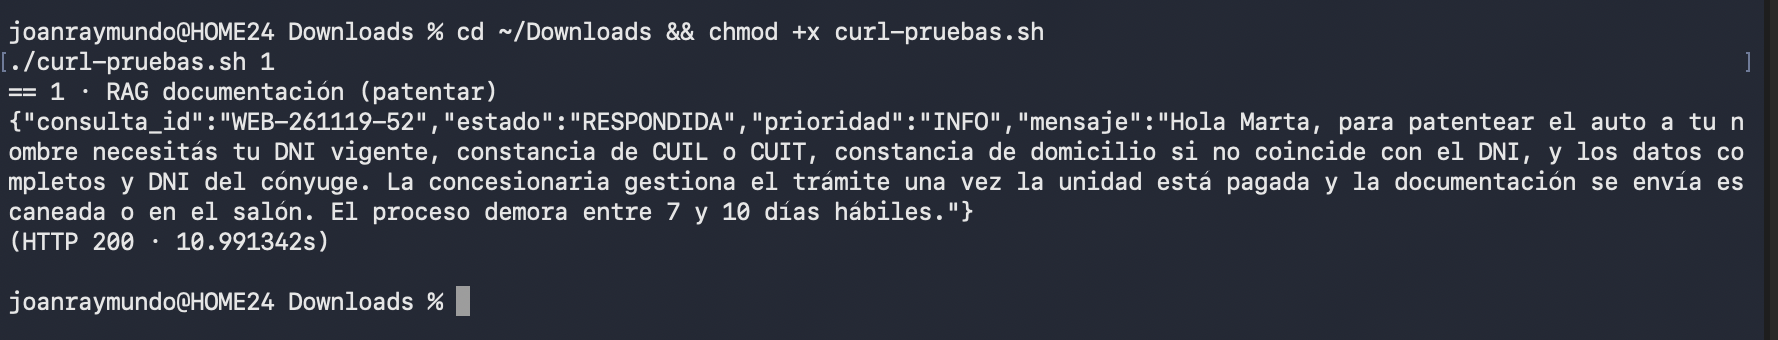 joanraymundo@HOME24 Downloads % cd ~/Downloads && chmod +x curl-pruebas.sh
[./curl-pruebas.sh 1 ]
== 1 · RAG documentación (patentar)
{"consulta_id":"WEB-261119-52","estado":"RESPONDIDA","prioridad":"INFO","mensaje":"Hola Marta, para patentear el auto a tu n
ombre necesitás tu DNI vigente, constancia de CUIL o CUIT, constancia de domicilio si no coincide con el DNI, y los datos co
mpletos y DNI del cónyuge. La concesionaria gestiona el trámite una vez la unidad está pagada y la documentación se envía es
caneada o en el salón. El proceso demora entre 7 y 10 días hábiles."}
(HTTP 200 · 10.991342s)
joanraymundo@HOME24 Downloads %